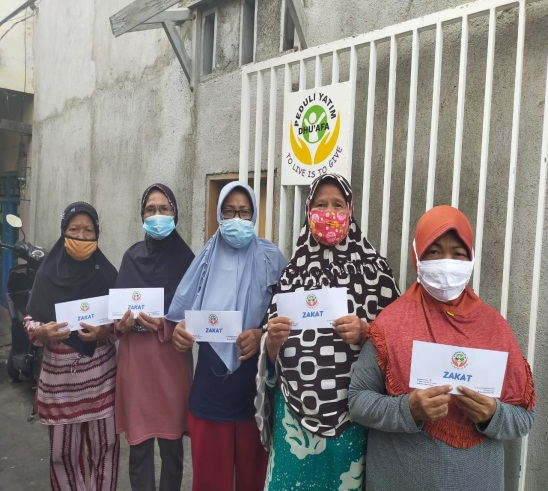 PEDULI YATIM
DHU'AFA
TO LIVE IS TO GIVE
ZAKAT
ZAKAT
ZAKAT
ZAKAT
ZAKAT